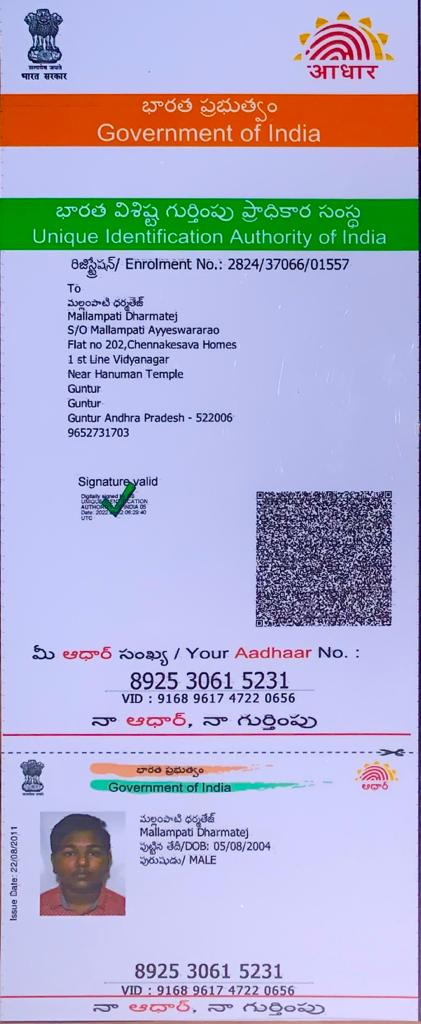 सत्यमेव जयते
भारत सरकार
आधार
భారత ప్రభుత్వం
Government of India
భారత విశిష్ట గుర్తింపు ప్రాధికార సంస్థ
Unique Identification Authority of India
రిజిస్ట్రేషన్/ Enrolment No.: 2824/37066/01557
To
మల్లంపాటి ధర్మతేజ్
Mallampati Dharmatej
S/O Mallampati Ayyeswararao
Flat no 202,Chennakesava Homes
1 st Line Vidyanagar
Near Hanuman Temple
Guntur
Guntur
Guntur Andhra Pradesh - 522006
9652731703
Signature valid
Digitally signed by
UNIQUE IDENTIFICATION
AUTHORITY OF INDIA 05
Date: 06:29:40
UTC
మీ ఆధార్ సంఖ్య / Your Aadhaar No. :
8925 3061 5231
VID : 9168 9617 4722 0656
నా ఆధార్, నా గుర్తింపు
భారత ప్రభుత్వం
Government of India
ఆధార్
Issue Date: 22/08/2011
మల్లంపాటి ధర్మతేజ్
Mallampati Dharmatej
పుట్టిన తేదీ/DOB: 05/08/2004
పురుషుడు/ MALE
8925 3061 5231
VID : 9168 9617 4722 0656
నా ఆధార్, నా గుర్తింపు